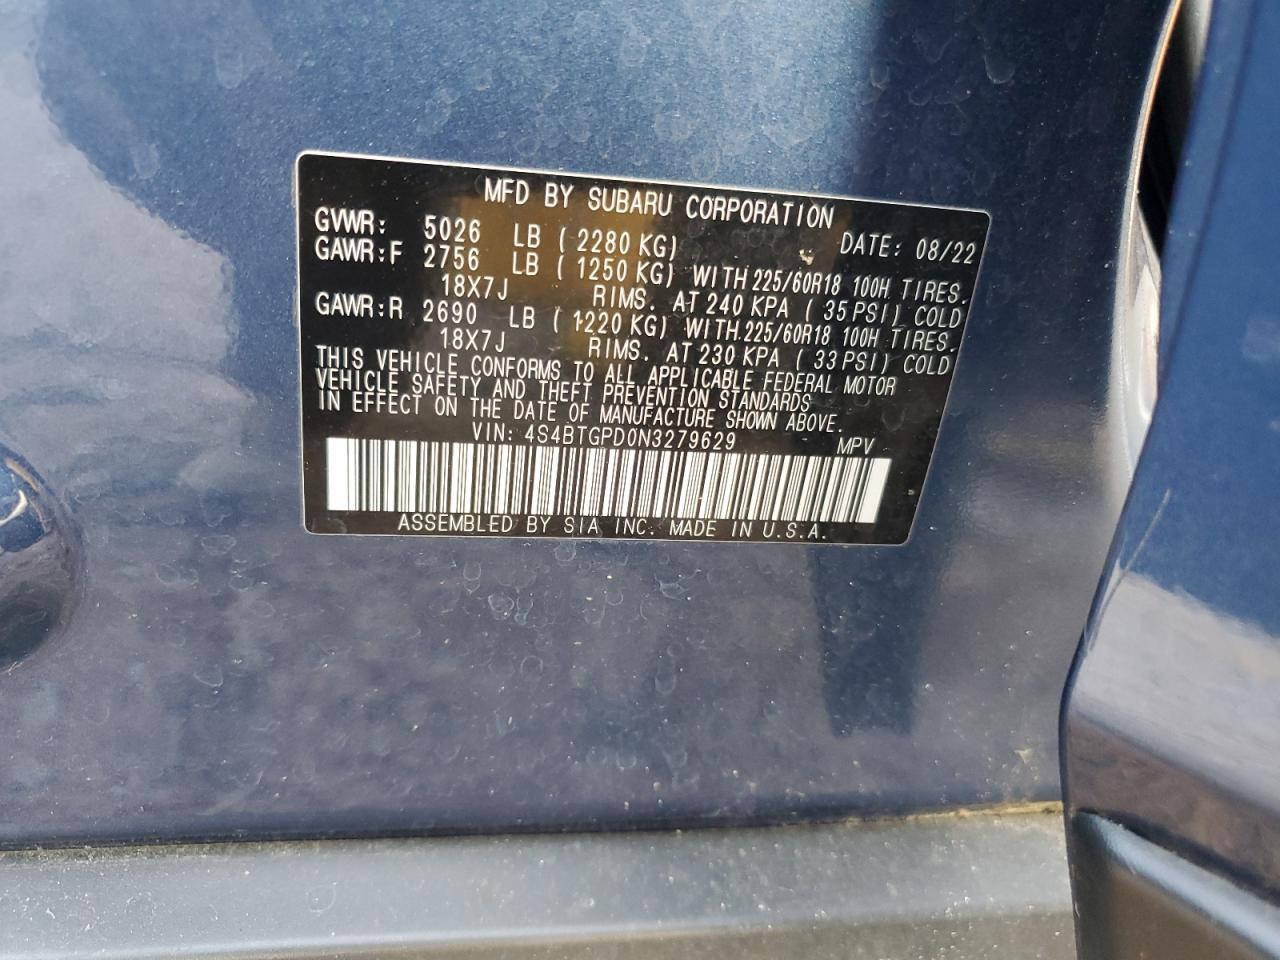 MFD BY SUBARU CORPORATION
GVWR: 5026 LB ( 2280 KG) DATE: 08/22
GAWR:F 2756 LB ( 1250 KG) WITH 225/60R18 100H TIRES.
18X7J RIMS. AT 240 KPA ( 35 PSI) COLD
GAWR:R 2690 LB ( 1220 KG) WITH 225/60R18 100H TIRES.
18X7J RIMS. AT 230 KPA ( 33 PSI) COLD
THIS VEHICLE CONFORMS TO ALL APPLICABLE FEDERAL MOTOR
VEHICLE SAFETY AND THEFT PREVENTION STANDARDS
IN EFFECT ON THE DATE OF MANUFACTURE SHOWN ABOVE.
VIN: 4S4BTGPD0N3279629 MPV
ASSEMBLED BY SIA INC. MADE IN U.S.A.